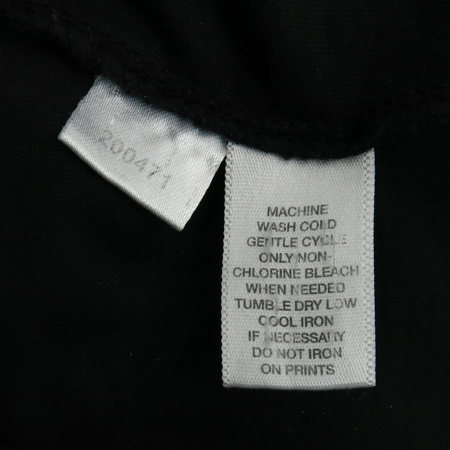 200471
MACHINE
WASH COLD
GENTLE CYCLE
ONLY NON-
CHLORINE BLEACH
WHEN NEEDED
TUMBLE DRY LOW
COOL IRON
IF NECESSARY
DO NOT IRON
ON PRINTS